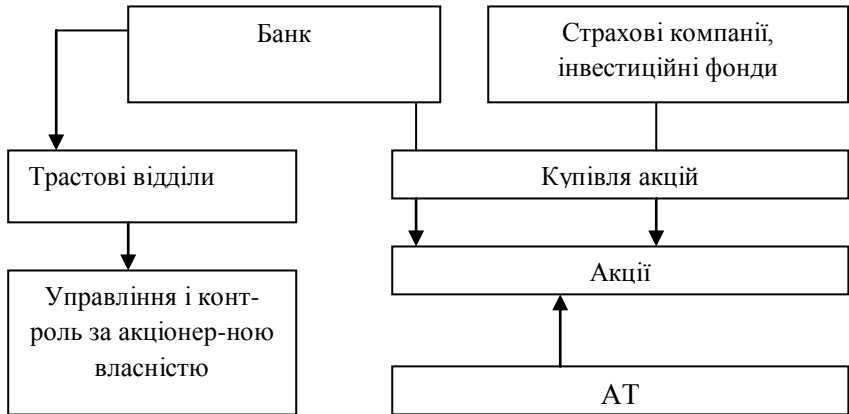 Банк
Страхові компанії,
інвестиційні фонди
Трастові відділи
Купівля акцій
Акції
Управління і конт-
роль за акціонер-ною
власністю
АТ